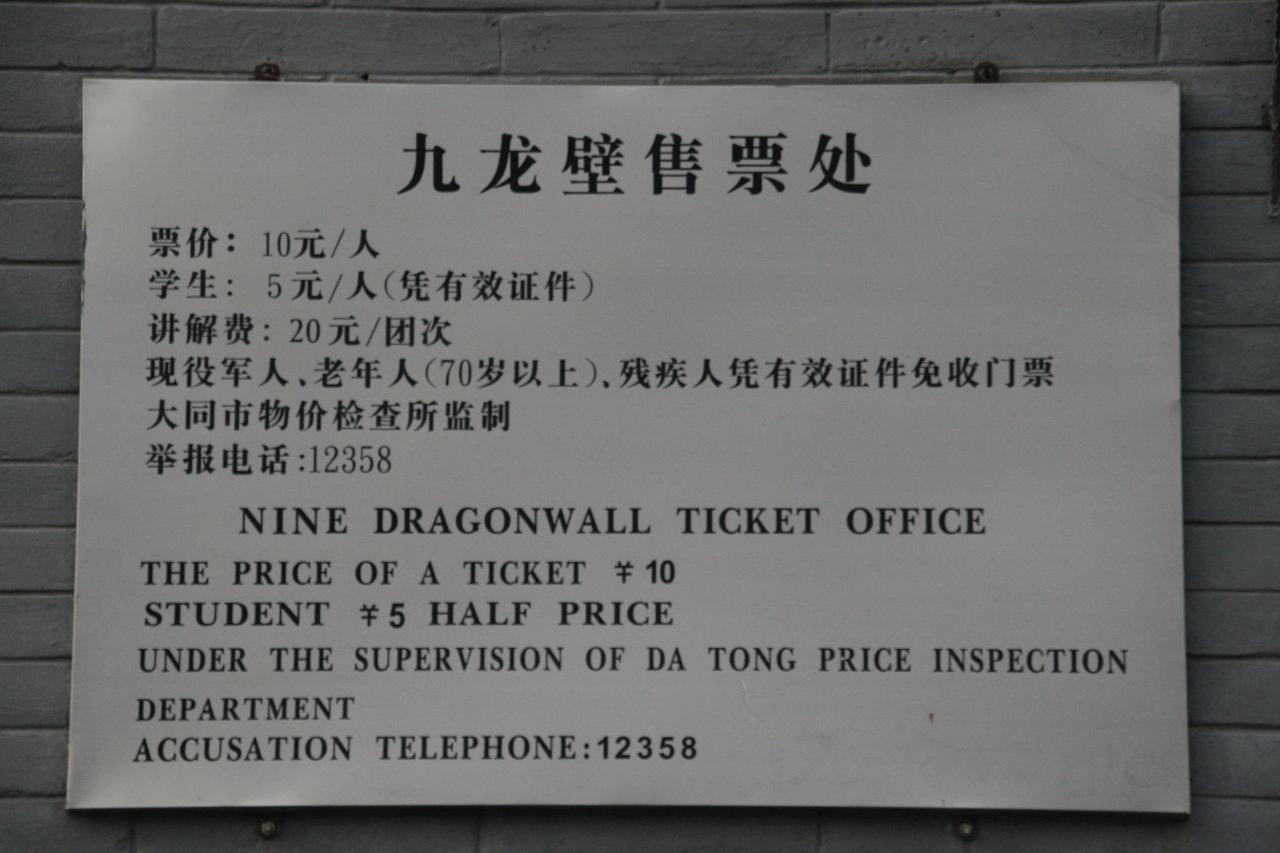 九龙壁售票处
票价：10元/人
学生：5元/人(凭有效证件)
讲解费：20元/团次
现役军人、老年人(70岁以上)、残疾人凭有效证件免收门票
大同市物价检查所监制
举报电话:12358
NINE DRAGONWALL TICKET OFFICE
THE PRICE OF A TICKET ¥10
STUDENT ¥5 HALF PRICE
UNDER THE SUPERVISION OF DA TONG PRICE INSPECTION
DEPARTMENT
ACCUSATION TELEPHONE:12358